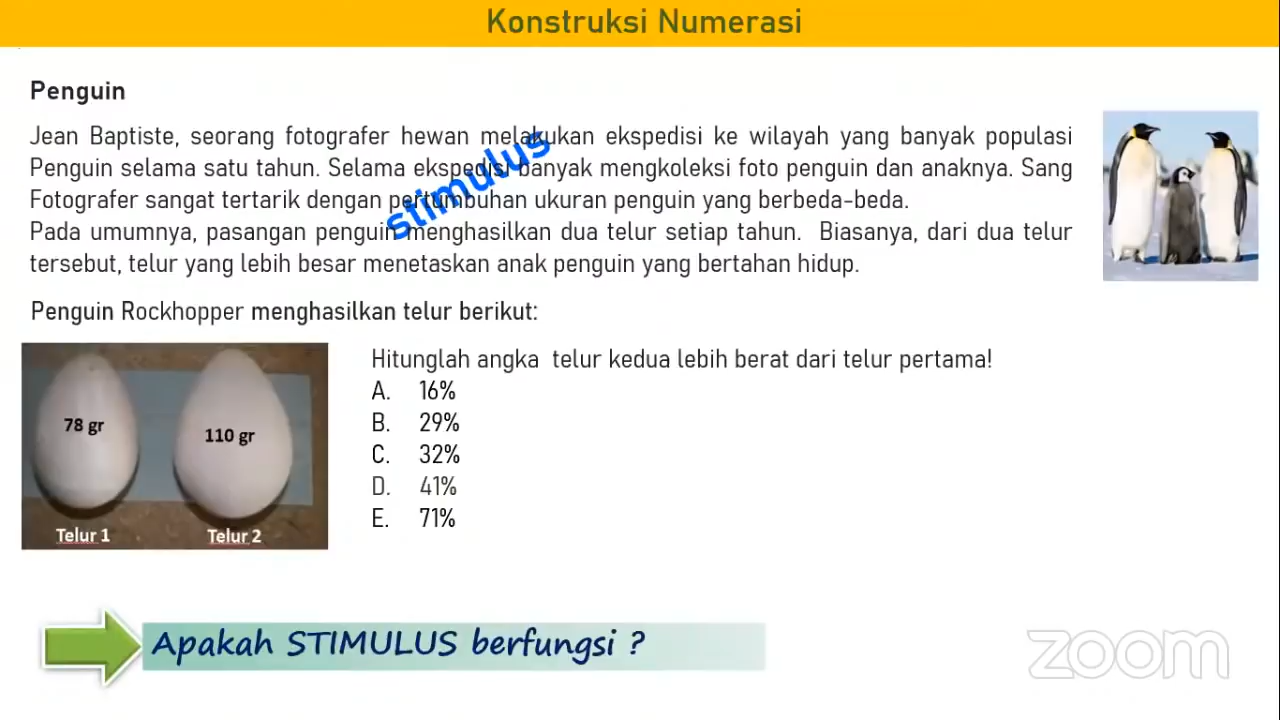 Konstruksi Numerasi
Penguin
Jean Baptiste, seorang fotografer hewan melakukan ekspedisi ke wilayah yang banyak populasi
Penguin selama satu tahun. Selama ekspedisi banyak mengkoleksi foto penguin dan anaknya. Sang
Fotografer sangat tertarik dengan pertumbuhan ukuran penguin yang berbeda-beda.
Pada umumnya, pasangan penguin menghasilkan dua telur setiap tahun. Biasanya, dari dua telur
tersebut, telur yang lebih besar menetaskan anak penguin yang bertahan hidup.
stimulus
Penguin Rockhopper menghasilkan telur berikut:
78 gr
110 gr
Telur 1
Telur 2
Hitunglah angka telur kedua lebih berat dari telur pertama!
A. 16%
B. 29%
C. 32%
D. 41%
E. 71%
Apakah STIMULUS berfungsi ?
zoom